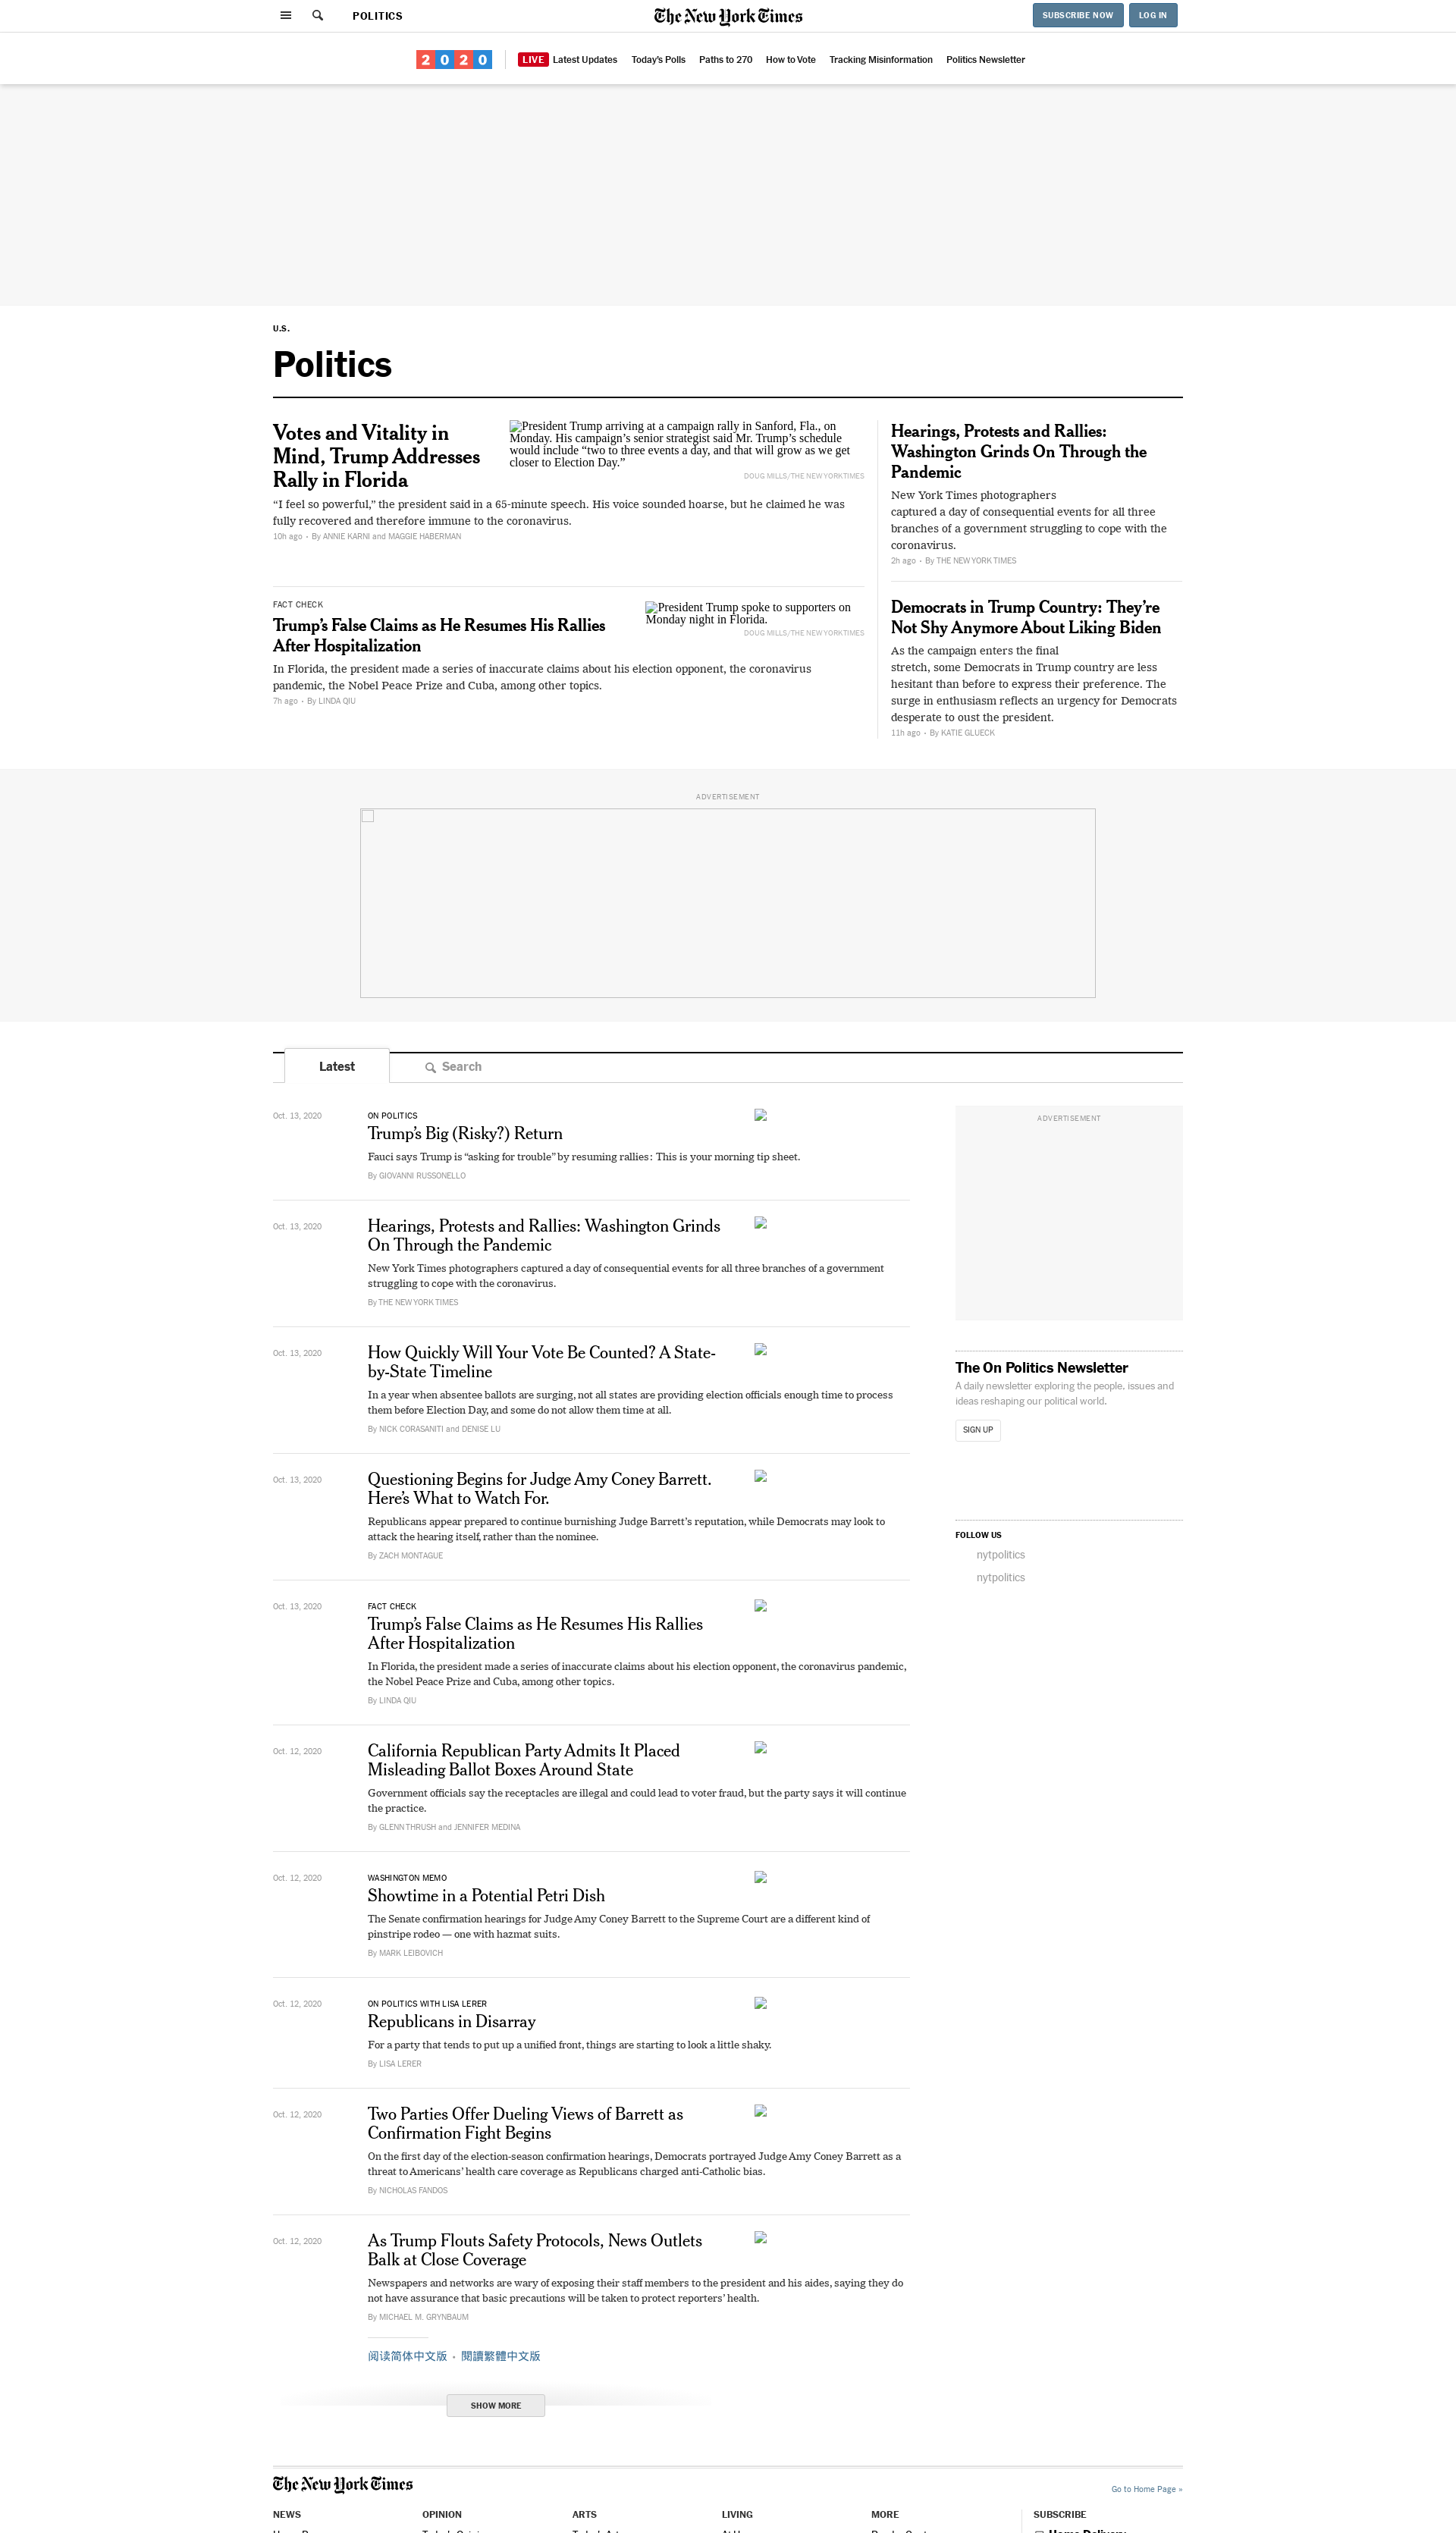 POLITICS
The New York Times
SUBSCRIBE NOW
LOG IN
2020
LIVE Latest Updates
Today's Polls
Paths to 270
How to Vote
Tracking Misinformation
Politics Newsletter
U.S.
Politics
Votes and Vitality in
Mind, Trump Addresses
Rally in Florida
President Trump arriving at a campaign rally in Sanford, Fla., on
Monday. His campaign’s senior strategist said Mr. Trump’s schedule
would include “two to three events a day, and that will grow as we get
closer to Election Day.”
DOUG MILLS/THE NEW YORK TIMES
“I feel so powerful,” the president said in a 65-minute speech. His voice sounded hoarse, but he claimed he was
fully recovered and therefore immune to the coronavirus.
10h ago • By ANNIE KARNI and MAGGIE HABERMAN
FACT CHECK
Trump’s False Claims as He Resumes His Rallies
After Hospitalization
President Trump spoke to supporters on
Monday night in Florida.
DOUG MILLS/THE NEW YORK TIMES
In Florida, the president made a series of inaccurate claims about his election opponent, the coronavirus
pandemic, the Nobel Peace Prize and Cuba, among other topics.
7h ago • By LINDA QIU
Hearings, Protests and Rallies:
Washington Grinds On Through the
Pandemic
New York Times photographers
captured a day of consequential events for all three
branches of a government struggling to cope with the
coronavirus.
2h ago • By THE NEW YORK TIMES
Democrats in Trump Country: They’re
Not Shy Anymore About Liking Biden
As the campaign enters the final
stretch, some Democrats in Trump country are less
hesitant than before to express their preference. The
surge in enthusiasm reflects an urgency for Democrats
desperate to oust the president.
11h ago • By KATIE GLUECK
ADVERTISEMENT
Latest
Search
Oct. 13, 2020
ON POLITICS
Trump’s Big (Risky?) Return
Fauci says Trump is “asking for trouble” by resuming rallies: This is your morning tip sheet.
By GIOVANNI RUSSONELLO
Oct. 13, 2020
Hearings, Protests and Rallies: Washington Grinds
On Through the Pandemic
New York Times photographers captured a day of consequential events for all three branches of a government
struggling to cope with the coronavirus.
By THE NEW YORK TIMES
Oct. 13, 2020
How Quickly Will Your Vote Be Counted? A State-
by-State Timeline
In a year when absentee ballots are surging, not all states are providing election officials enough time to process
them before Election Day, and some do not allow them time at all.
By NICK CORASANITI and DENISE LU
Oct. 13, 2020
Questioning Begins for Judge Amy Coney Barrett.
Here’s What to Watch For.
Republicans appear prepared to continue burnishing Judge Barrett’s reputation, while Democrats may look to
attack the hearing itself, rather than the nominee.
By ZACH MONTAGUE
Oct. 13, 2020
FACT CHECK
Trump’s False Claims as He Resumes His Rallies
After Hospitalization
In Florida, the president made a series of inaccurate claims about his election opponent, the coronavirus pandemic,
the Nobel Peace Prize and Cuba, among other topics.
By LINDA QIU
Oct. 12, 2020
California Republican Party Admits It Placed
Misleading Ballot Boxes Around State
Government officials say the receptacles are illegal and could lead to voter fraud, but the party says it will continue
the practice.
By GLENN THRUSH and JENNIFER MEDINA
Oct. 12, 2020
WASHINGTON MEMO
Showtime in a Potential Petri Dish
The Senate confirmation hearings for Judge Amy Coney Barrett to the Supreme Court are a different kind of
pinstripe rodeo — one with hazmat suits.
By MARK LEIBOVICH
Oct. 12, 2020
ON POLITICS WITH LISA LERER
Republicans in Disarray
For a party that tends to put up a unified front, things are starting to look a little shaky.
By LISA LERER
Oct. 12, 2020
Two Parties Offer Dueling Views of Barrett as
Confirmation Fight Begins
On the first day of the election-season confirmation hearings, Democrats portrayed Judge Amy Coney Barrett as a
threat to Americans’ health care coverage as Republicans charged anti-Catholic bias.
By NICHOLAS FANDOS
Oct. 12, 2020
As Trump Flouts Safety Protocols, News Outlets
Balk at Close Coverage
Newspapers and networks are wary of exposing their staff members to the president and his aides, saying they do
not have assurance that basic precautions will be taken to protect reporters’ health.
By MICHAEL M. GRYNBAUM
阅读简体中文版 • 閱讀繁體中文版
SHOW MORE
ADVERTISEMENT
The On Politics Newsletter
A daily newsletter exploring the people, issues and
ideas reshaping our political world.
SIGN UP
FOLLOW US
nytpolitics
nytpolitics
The New York Times
Go to Home Page »
NEWS
OPINION
ARTS
LIVING
MORE
SUBSCRIBE